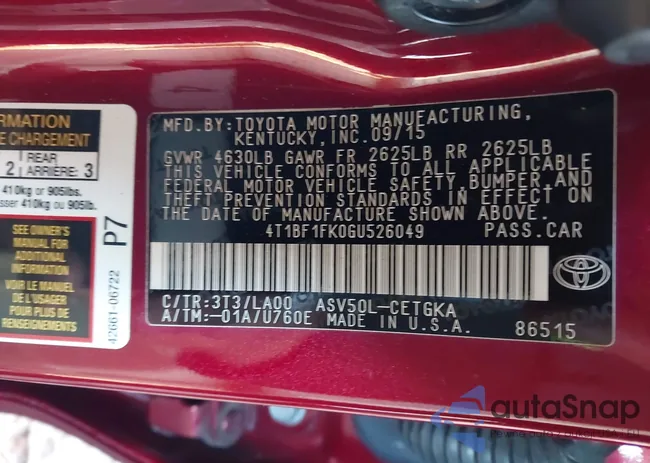 ORMATION
E CHARGEMENT
2 REAR
ARRIÈRE: 3
410kg or 905lbs.
sser 410kg ou 905lb.
SEE OWNER'S
MANUAL FOR
ADDITIONAL
INFORMATION
VOIR LE MANUEL
DE L'USAGER
POUR PLUS DE
RENSEIGNEMENTS
P7
42661-06722
MFD.BY:TOYOTA MOTOR MANUFACTURING,
KENTUCKY,INC.09/15
GVWR 4630LB GAWR FR 2625LB RR 2625LB
THIS VEHICLE CONFORMS TO ALL APPLICABLE
FEDERAL MOTOR VEHICLE SAFETY,BUMPER,AND
THEFT PREVENTION STANDARDS IN EFFECT ON
THE DATE OF MANUFACTURE SHOWN ABOVE.
4T1BF1FK0GU526049 PASS.CAR
C/TR:3T3/LA00 ASV50L-CETGKA
A/TM:-01A/U760E MADE IN U.S.A. 86515
autoSnap